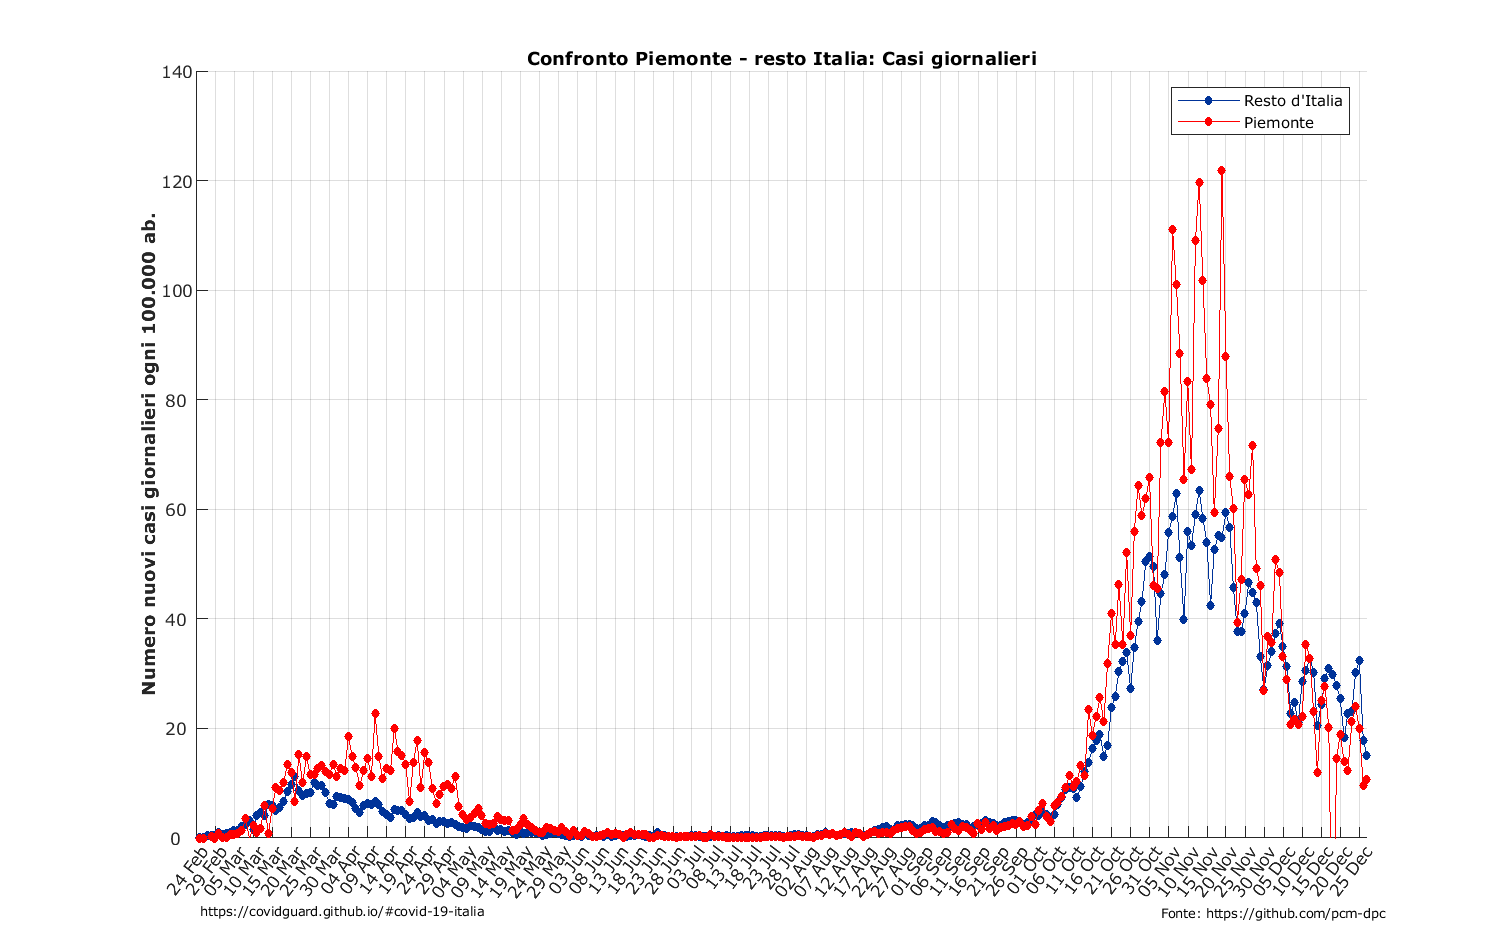 Confronto Piemonte - resto Italia: Casi giornalieri
Numero nuovi casi giornalieri ogni 100.000 ab.
140
120
100
80
60
40
20
0
Resto d'Italia
Piemonte
24 Feb
29 Feb
05 Mar
10 Mar
15 Mar
20 Mar
25 Mar
30 Mar
04 Apr
09 Apr
14 Apr
19 Apr
24 Apr
29 Apr
04 May
09 May
14 May
19 May
24 May
29 May
03 Jun
08 Jun
13 Jun
18 Jun
23 Jun
28 Jun
03 Jul
08 Jul
13 Jul
18 Jul
23 Jul
28 Jul
02 Aug
07 Aug
12 Aug
17 Aug
22 Aug
27 Aug
01 Sep
06 Sep
11 Sep
16 Sep
21 Sep
26 Sep
01 Oct
06 Oct
11 Oct
16 Oct
21 Oct
26 Oct
31 Oct
05 Nov
10 Nov
15 Nov
20 Nov
25 Nov
30 Nov
05 Dec
10 Dec
15 Dec
20 Dec
25 Dec
https://covidguard.github.io/#covid-19-italia
Fonte: https://github.com/pcm-dpc